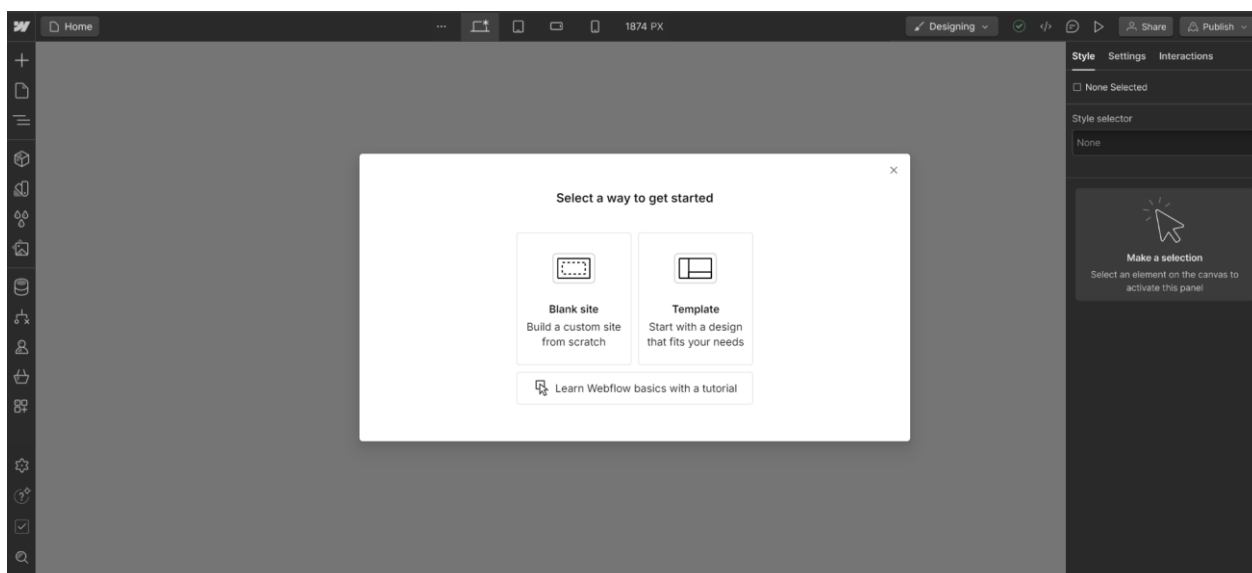 Home
1874 PX
Designing
Share
Publish
Style Settings Interactions
None Selected
Style selector
None
Make a selection
Select an element on the canvas to
activate this panel
Select a way to get started
Blank site
Build a custom site
from scratch
Template
Start with a design
that fits your needs
Learn Webflow basics with a tutorial